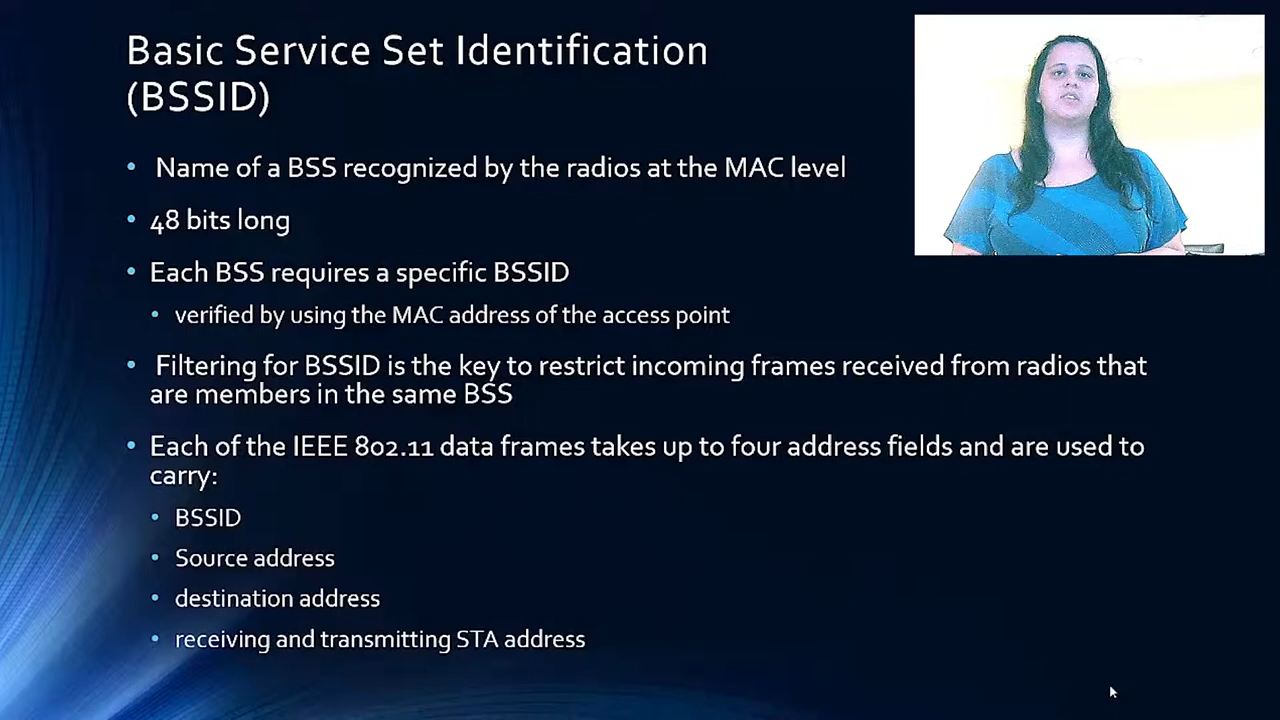 Basic Service Set Identification
(BSSID)
• Name of a BSS recognized by the radios at the MAC level
• 48 bits long
• Each BSS requires a specific BSSID
• verified by using the MAC address of the access point
• Filtering for BSSID is the key to restrict incoming frames received from radios that
are members in the same BSS
• Each of the IEEE 802.11 data frames takes up to four address fields and are used to
carry:
• BSSID
• Source address
• destination address
• receiving and transmitting STA address